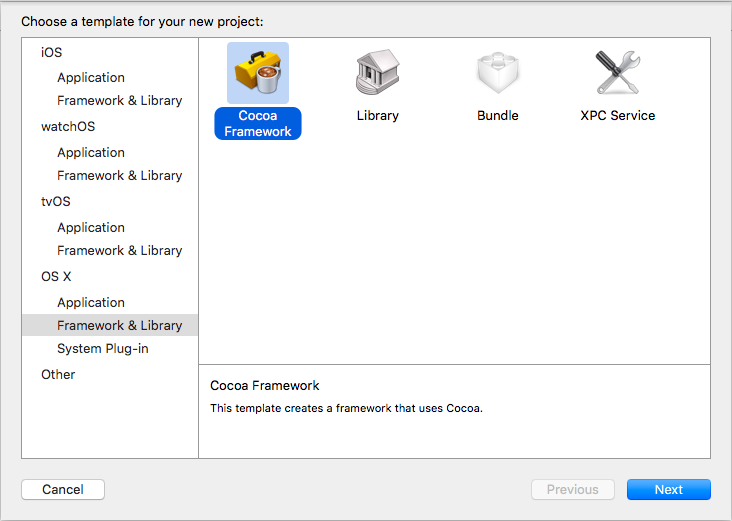 Choose a template for your new project:
iOS
Application
Framework & Library
watchOS
Application
Framework & Library
tvOS
Application
Framework & Library
OS X
Application
Framework & Library
System Plug-in
Other
Cocoa
Framework
Library
Bundle
XPC Service
Cocoa Framework
This template creates a framework that uses Cocoa.
Cancel
Previous
Next